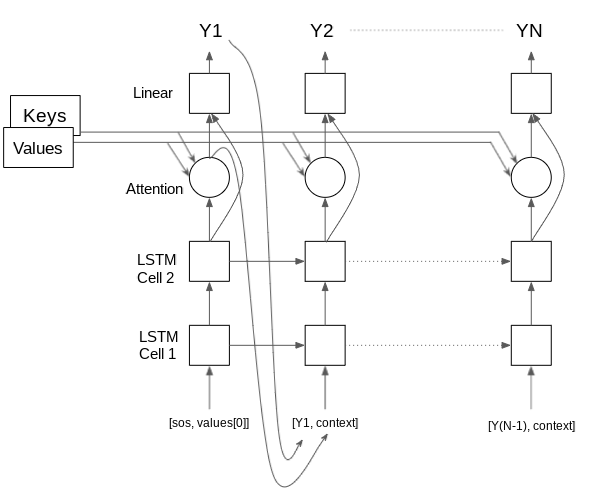 Y1 Y2 YN
Linear
Keys
Values
Attention
LSTM
Cell 2
LSTM
Cell 1
[sos, values[0]] [Y1, context] [Y(N-1), context]